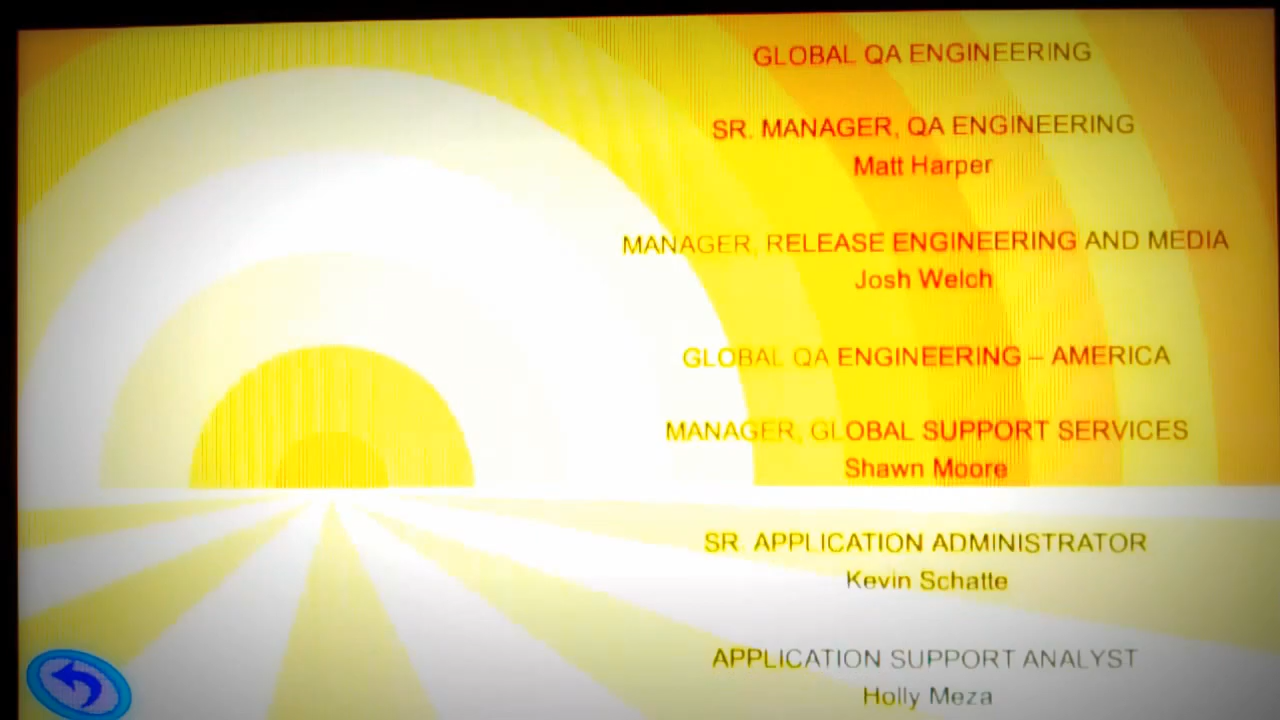 GLOBAL QA ENGINEERING
SR. MANAGER, QA ENGINEERING
Matt Harper
MANAGER, RELEASE ENGINEERING AND MEDIA
Josh Welch
GLOBAL QA ENGINEERING – AMERICA
MANAGER, GLOBAL SUPPORT SERVICES
Shawn Moore
SR. APPLICATION ADMINISTRATOR
Kevin Schatte
APPLICATION SUPPORT ANALYST
Holly Meza